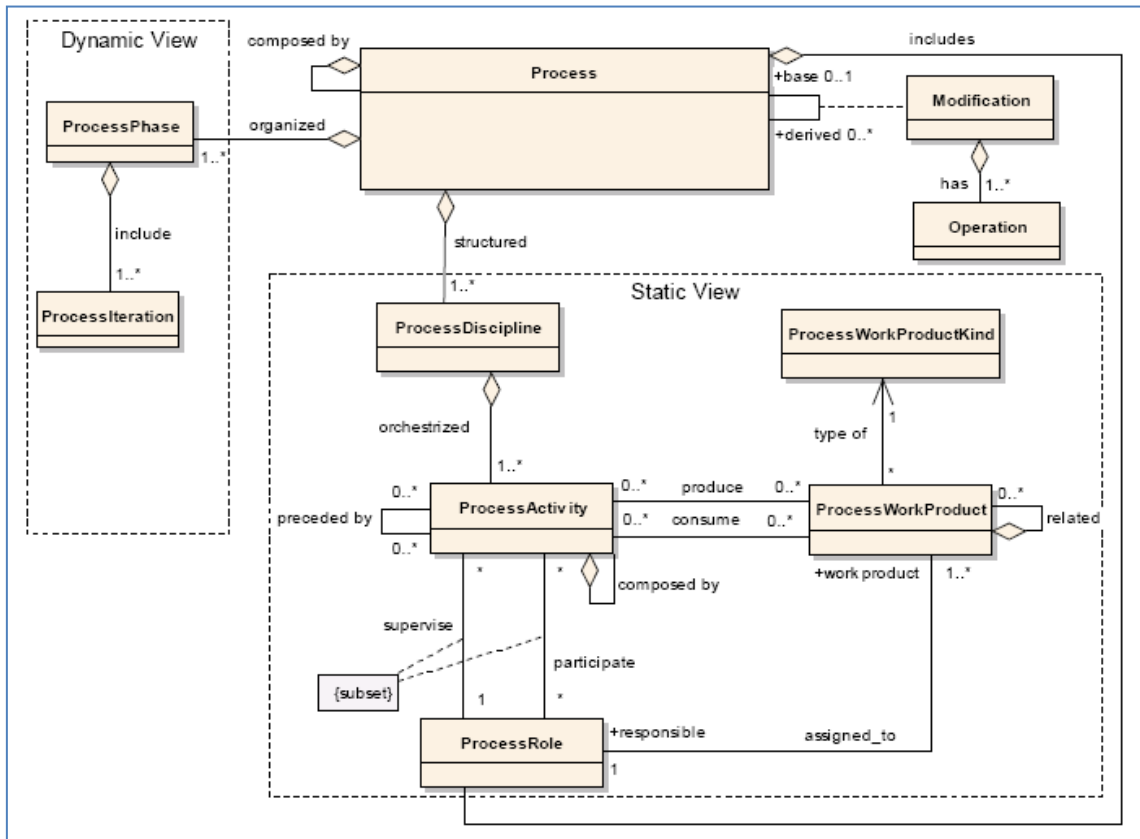 Dynamic View
composed by
includes
Process
+base 0..1
Modification
ProcessPhase
organized
1..*
+derived 0..*
has
1..*
Operation
include
structured
1..*
1..*
Static View
ProcessIteration
ProcessDiscipline
ProcessWorkProductKind
orchestrized
1
type of
1..*
*
0..*
0..*
produce
0..*
0..*
ProcessActivity
ProcessWorkProduct
preceded by
0..*
consume
0..*
related
0..*
*
*
composed by
+work product
1..*
supervise
participate
{subset}
1
*
+responsible
assigned_to
ProcessRole
1